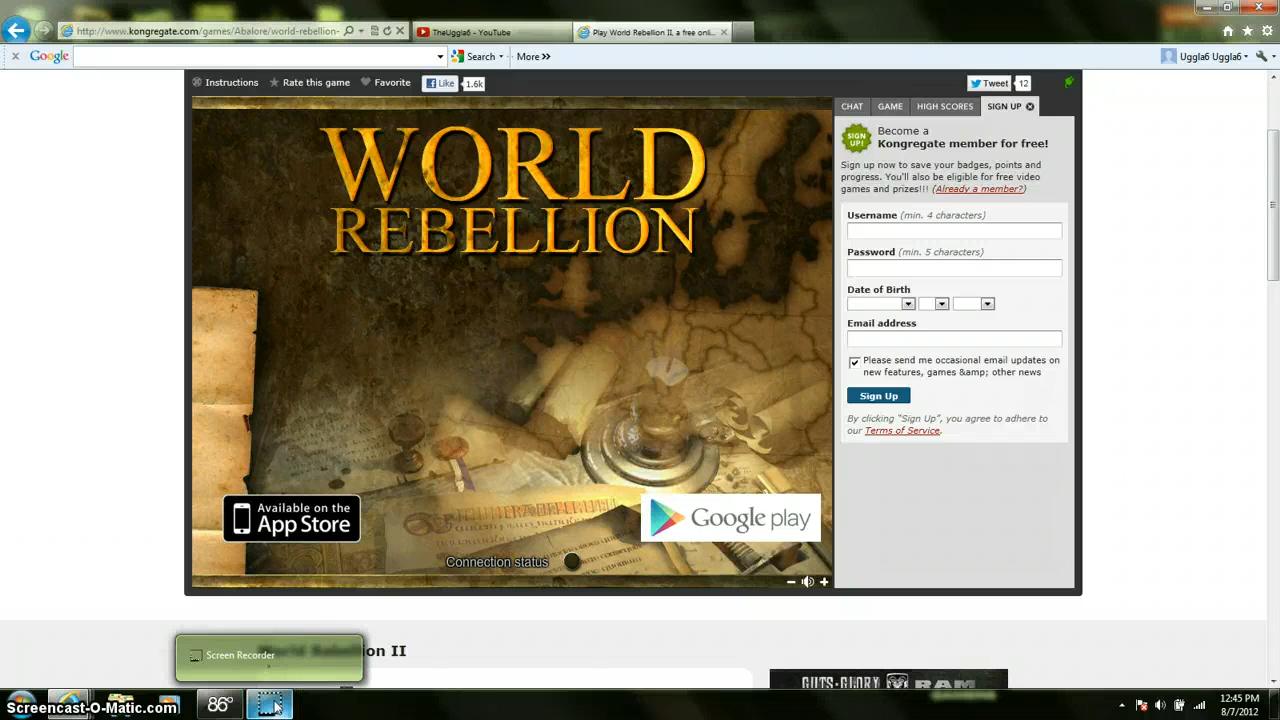 http://www.kongregate.com/games/Abalore/world-rebellion-
TheUggla6 - YouTube
Play World Rebellion II, a free onli...
Google
Search
More »
Uggla6 Uggla6
Instructions
Rate this game
Favorite
Like
1.6k
Tweet
12
CHAT
GAME
HIGH SCORES
SIGN UP
WORLD
REBELLION
SIGN
UP!
Become a
Kongregate member for free!
Sign up now to save your badges, points and
progress. You'll also be eligible for free video
games and prizes!!! (Already a member?)
Username (min. 4 characters)
Password (min. 5 characters)
Date of Birth
Email address
Please send me occasional email updates on
new features, games &amp; other news
Sign Up
By clicking "Sign Up", you agree to adhere to
our Terms of Service.
Available on the
App Store
Google play
Connection status
Screen Recorder
World Rebellion II
GUTS·GLORY RAM
86°
Screencast-O-Matic.com
12:45 PM
8/7/2012